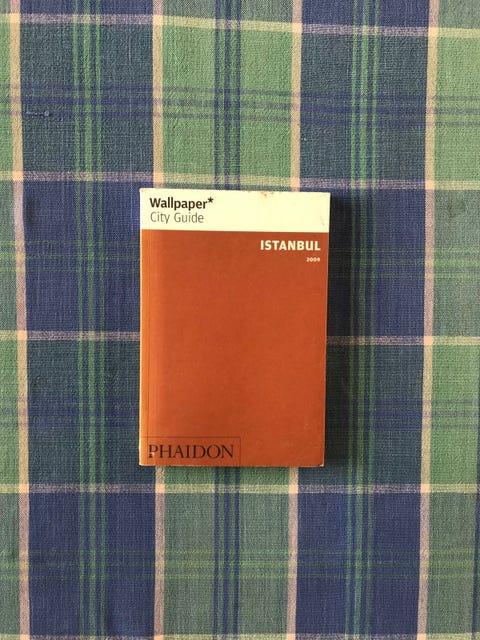 Wallpaper*
City Guide
ISTANBUL
2009
PHAIDON